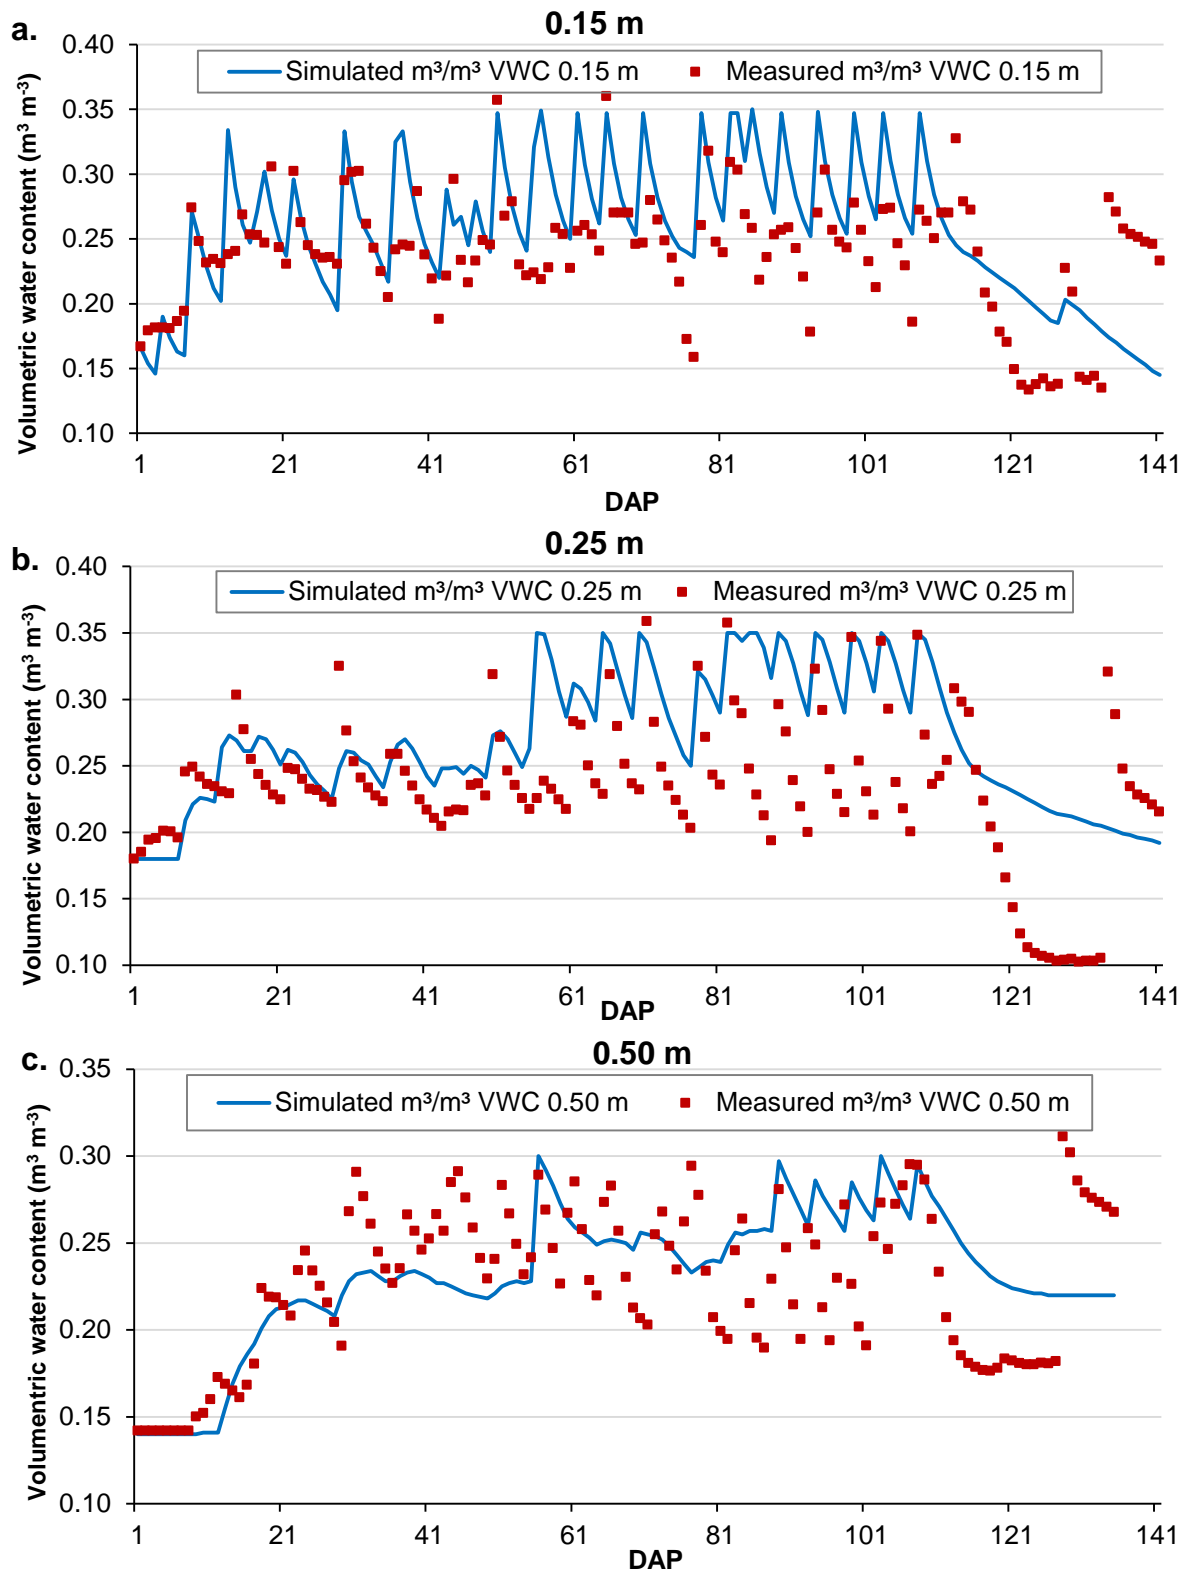 a.
0.15 m
Simulated m³/m³ VWC 0.15 m
Measured m³/m³ VWC 0.15 m
Volumetric water content (m³ m⁻³)
0.40
0.35
0.30
0.25
0.20
0.15
0.10
1 21 41 61 81 101 121 141
DAP
b.
0.25 m
Simulated m³/m³ VWC 0.25 m
Measured m³/m³ VWC 0.25 m
Volumetric water content (m³ m⁻³)
0.40
0.35
0.30
0.25
0.20
0.15
0.10
1 21 41 61 81 101 121 141
DAP
c.
0.50 m
Simulated m³/m³ VWC 0.50 m
Measured m³/m³ VWC 0.50 m
Volumentric water content (m³ m⁻³)
0.35
0.30
0.25
0.20
0.15
0.10
1 21 41 61 81 101 121 141
DAP